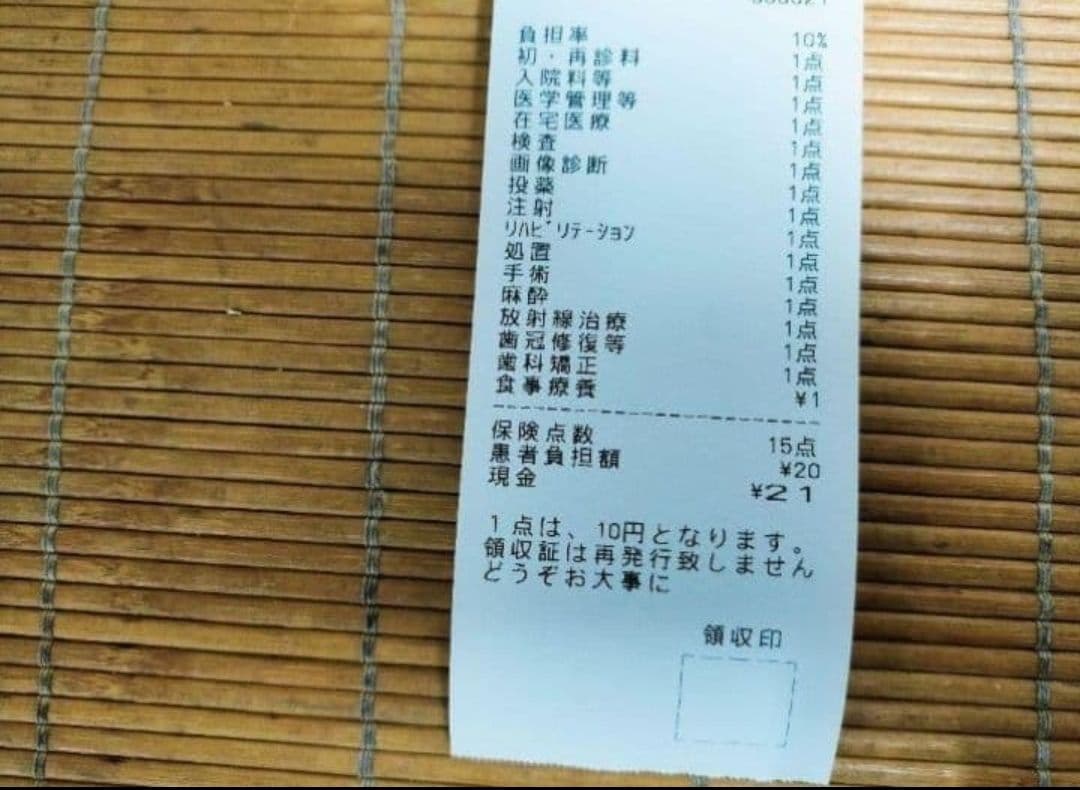 負担率 10%
初・再診料 1点
入院料等 1点
医学管理等 1点
在宅医療 1点
検査 1点
画像診断 1点
投薬 1点
注射 1点
ﾘﾊﾋﾞﾘﾃｰｼｮﾝ 1点
処置 1点
手術 1点
麻酔 1点
放射線治療 1点
歯冠修復等 1点
歯科矯正 1点
食事療養 ¥1
保険点数 15点
患者負担額 ¥20
現金 ¥21
1点は、10円となります。
領収証は再発行致しません
どうぞお大事に
領収印